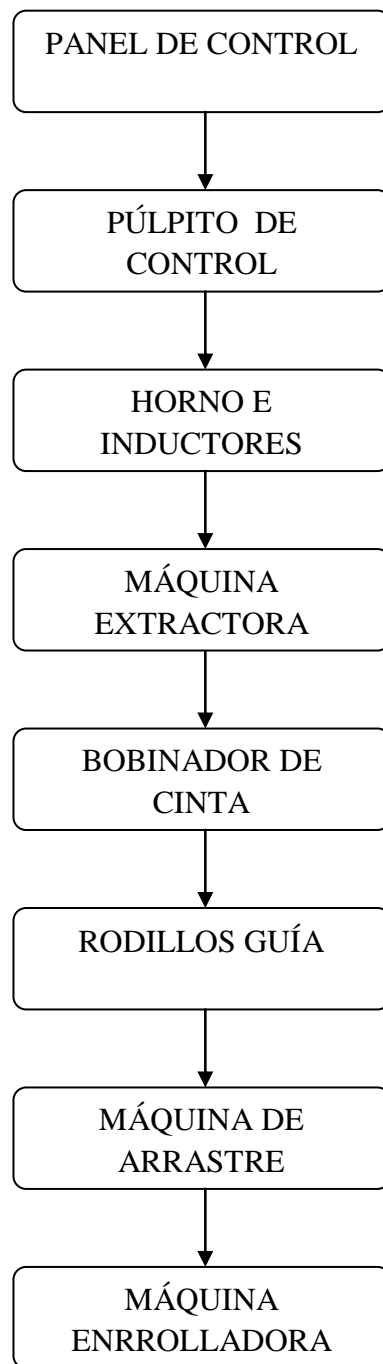 PANEL DE CONTROL
PÚLPITO DE
CONTROL
HORNO E
INDUCTORES
MÁQUINA
EXTRACTORA
BOBINADOR DE
CINTA
RODILLOS GUÍA
MÁQUINA DE
ARRASTRE
MÁQUINA
ENRROLLADORA